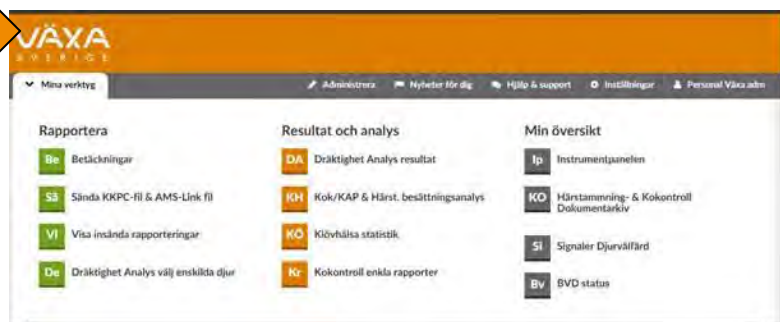 VÄXA
SVERIGE
Mina verktyg
Administrera
Nyheter för dig
Hjälp & support
Inställningar
Personal Växa adm
Rapportera
Be Betäckningar
Så Sända KKPC-fil & AMS-Link fil
VI Visa insända rapporteringar
De Dräktighet Analys välj enskilda djur
Resultat och analys
DA Dräktighet Analys resultat
KH Kok/KAP & Härst. besättningsanalys
KÖ Klövhälsa statistik
Kr Kokontroll enkla rapporter
Min översikt
Ip Instrumentpanelen
KO Härstammning- & Kokontroll
Dokumentarkiv
Si Signaler Djurvälfärd
Bv BVD status